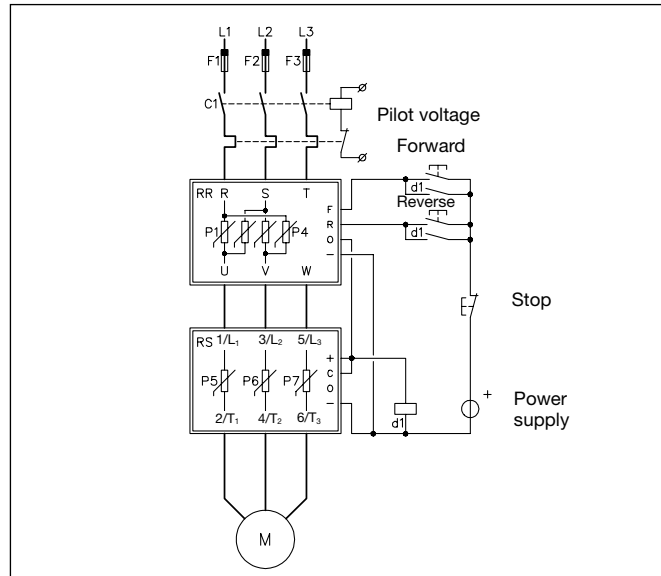 L1 L2 L3
F1 F2 F3
C1
Pilot voltage
Forward
d1
Reverse
d1
RR R S T
F
R
O
−
P1 P4
U V W
Stop
RS 1/L₁ 3/L₂ 5/L₃
+
C
O
−
P5 P6 P7
2/T₁ 4/T₂ 6/T₃
d1
+
Power
supply
M